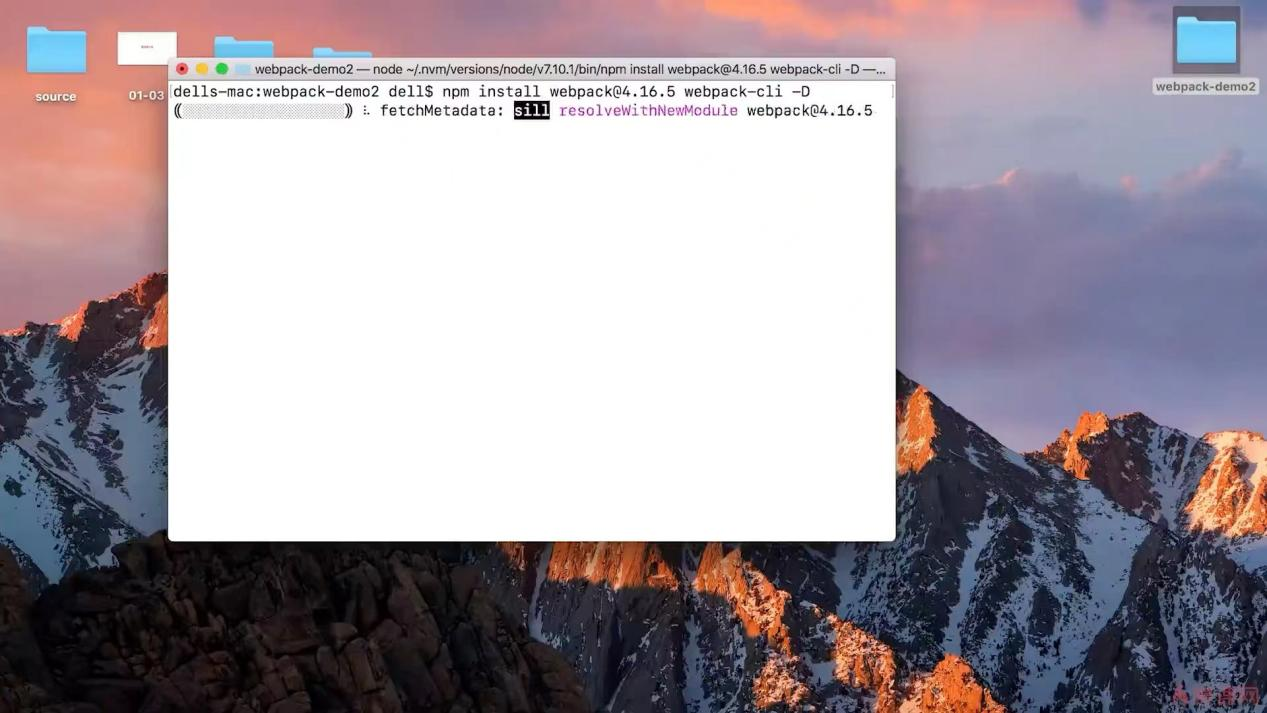 source
01-03
webpack-demo2
webpack-demo2 — node ~/.nvm/versions/node/v7.10.1/bin/npm install webpack@4.16.5 webpack-cli -D —...
dells-mac:webpack-demo2 dell$ npm install webpack@4.16.5 webpack-cli -D
fetchMetadata: sill resolveWithNewModule webpack@4.16.5